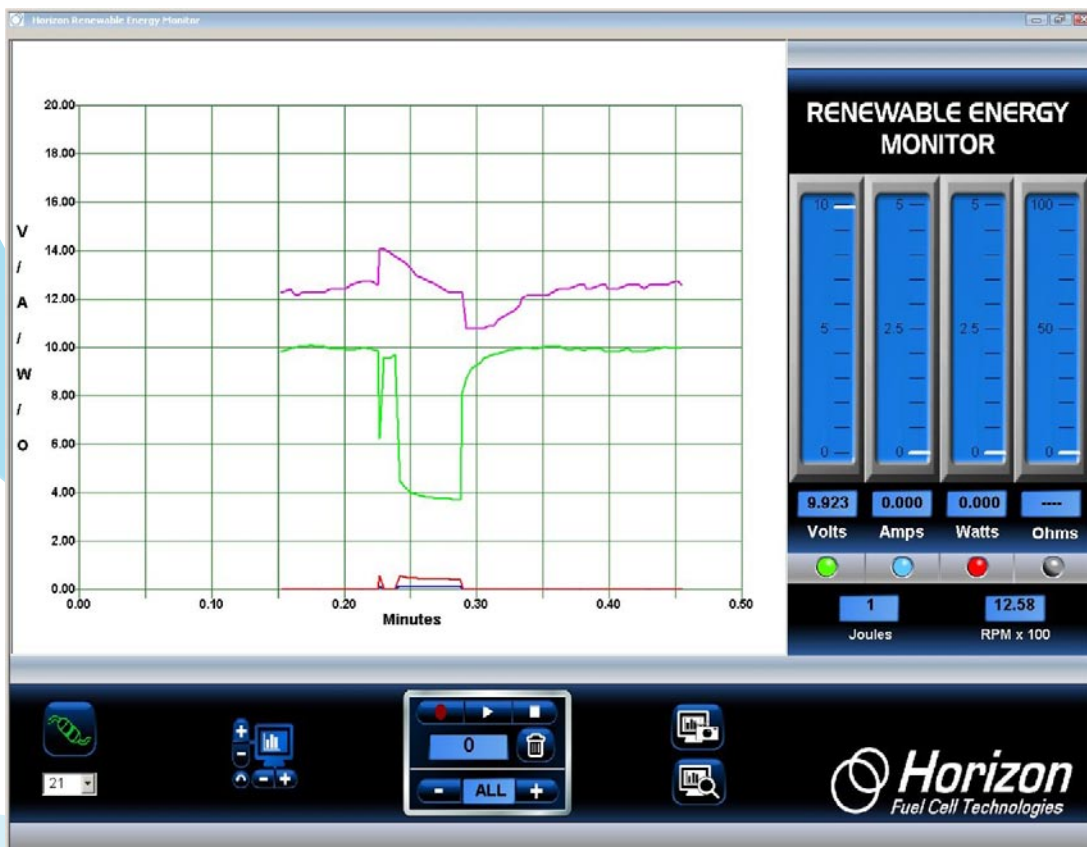 Horizon Renewable Energy Monitor
20.00
18.00
16.00
14.00
12.00
10.00
8.00
6.00
4.00
2.00
0.00
V
/
A
/
W
/
O
0.00 0.10 0.20 0.30 0.40 0.50
Minutes
RENEWABLE ENERGY
MONITOR
10 5 5 100
5 2.5 2.5 50
0 0 0 0
9.923 0.000 0.000 ----
Volts Amps Watts Ohms
1 12.58
Joules RPM x 100
21
0
- ALL +
Horizon
Fuel Cell Technologies